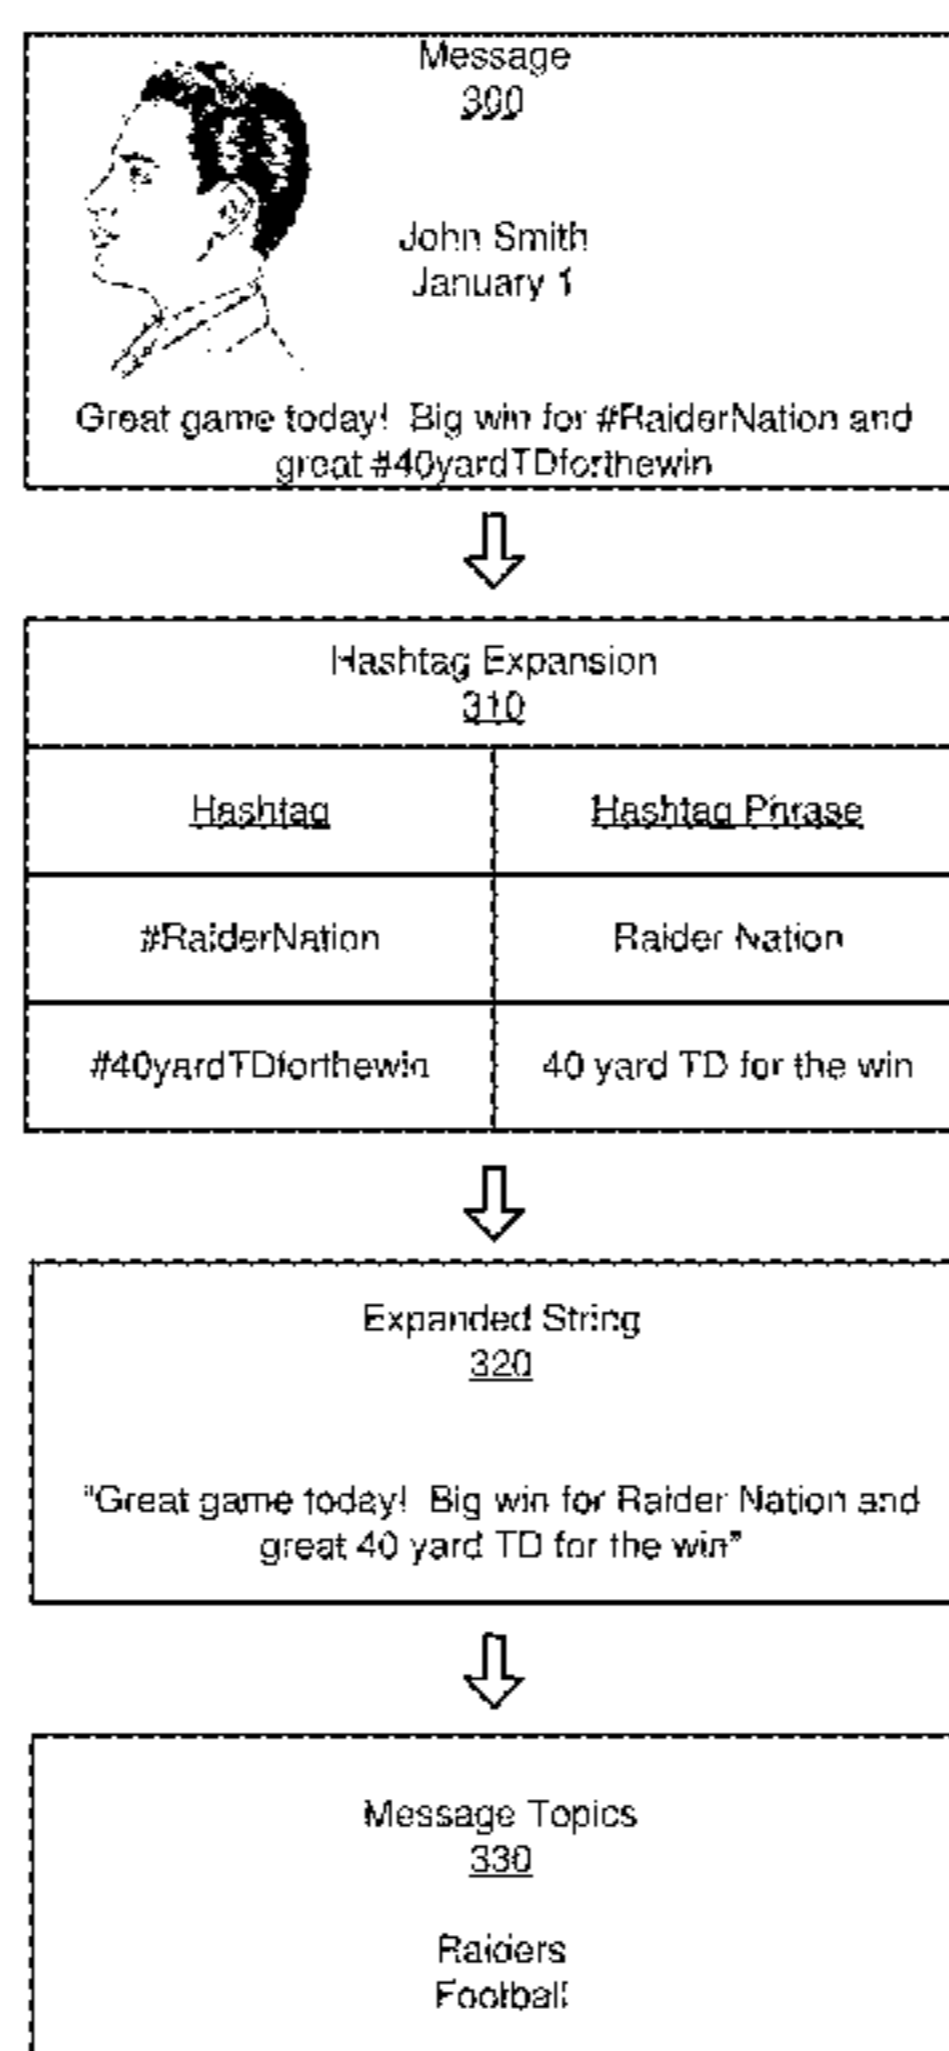 Message
300
John Smith
January 1
Great game today!  Big win for #RaiderNation and
great #40yardTDforthewin
Hashtag Expansion
310
Hashtag
Hashtag Phrase
#RaiderNation
Raider Nation
#40yardTDforthewin
40 yard TD for the win
Expanded String
320
"Great game today!  Big win for Raider Nation and
great 40 yard TD for the win"
Message Topics
330
Raiders
Football